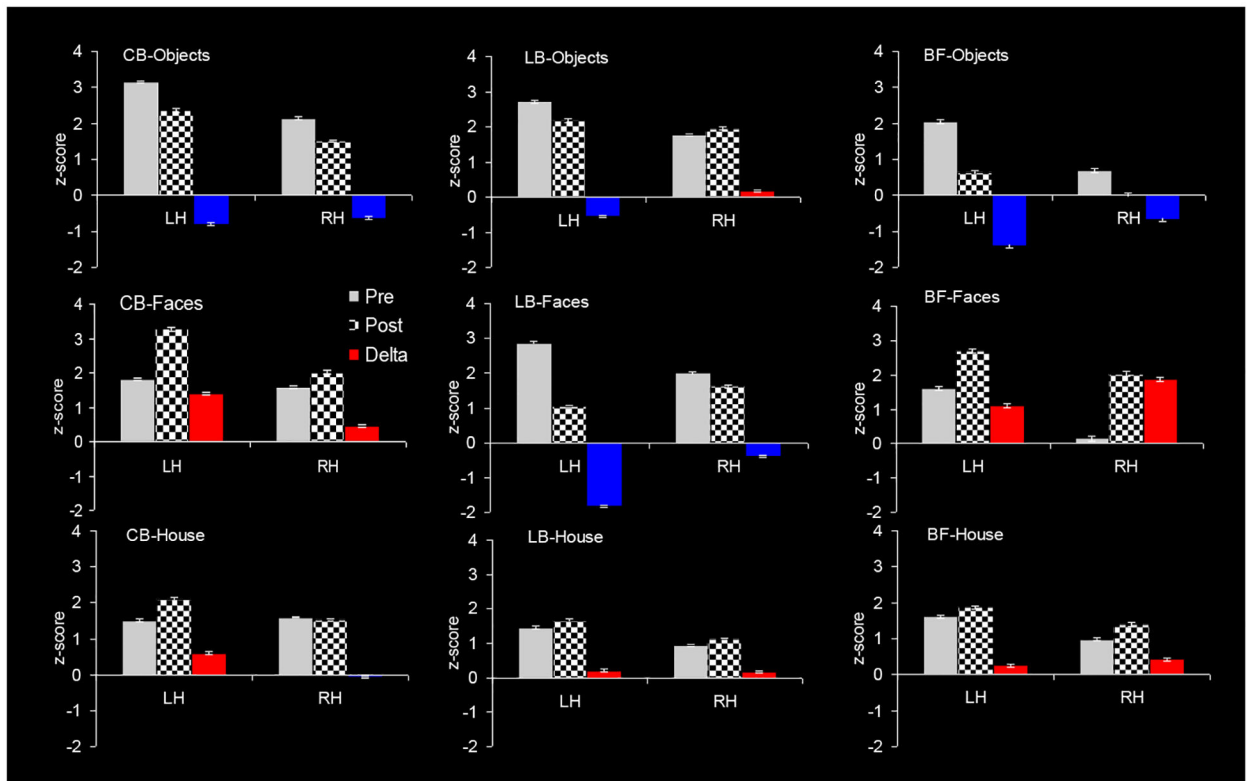 CB-Objects
4
3
2
1
0
-1
-2
z-score
LH
RH
LB-Objects
4
3
2
1
0
-1
-2
z-score
LH
RH
BF-Objects
4
3
2
1
0
-1
-2
z-score
LH
RH
CB-Faces
4
3
2
1
0
-1
-2
z-score
LH
RH
Pre
Post
Delta
LB-Faces
4
3
2
1
0
-1
-2
z-score
LH
RH
BF-Faces
4
3
2
1
0
-1
-2
z-score
LH
RH
CB-House
4
3
2
1
0
-1
-2
z-score
LH
RH
LB-House
4
3
2
1
0
-1
-2
z-score
LH
RH
BF-House
4
3
2
1
0
-1
-2
z-score
LH
RH